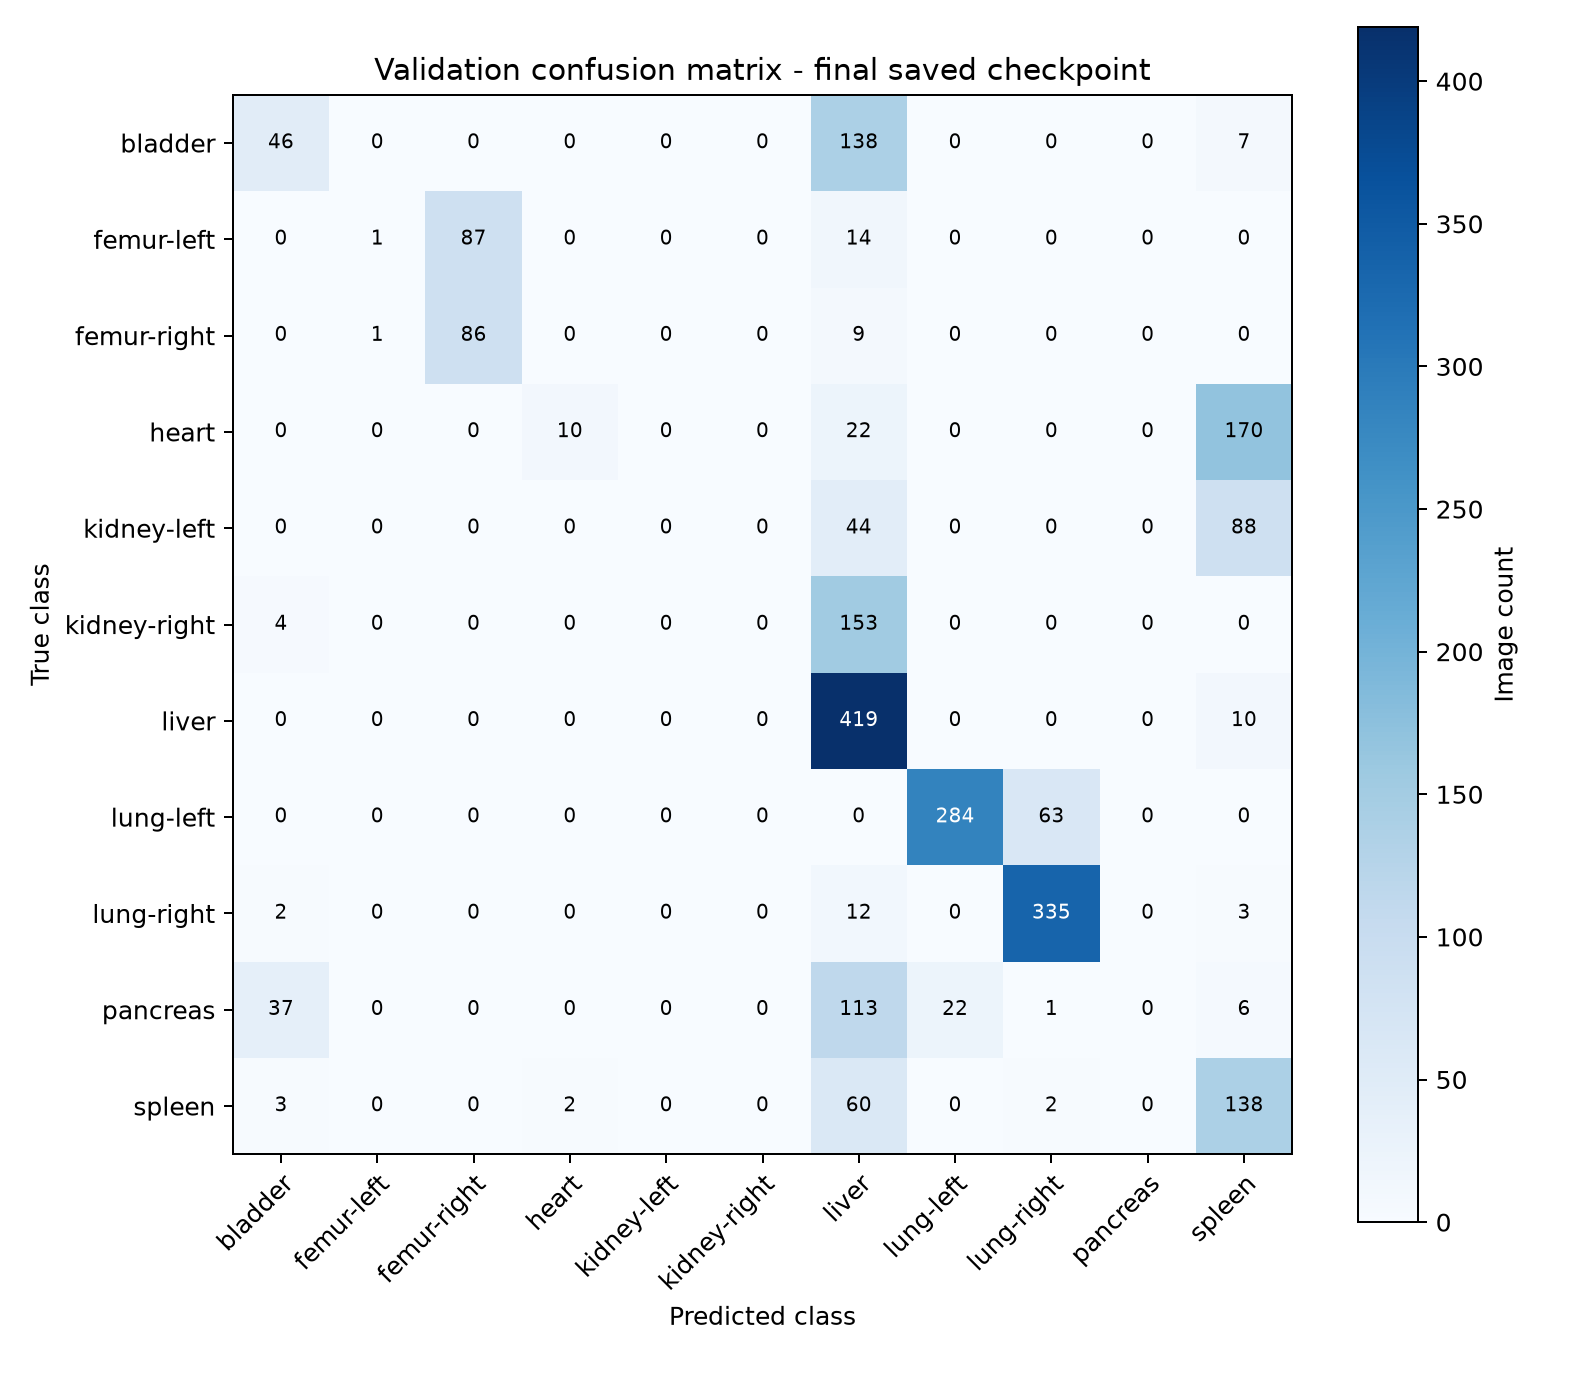 Validation confusion matrix - final saved checkpoint
bladder 46 0 0 0 0 0 138 0 0 0 7
femur-left 0 1 87 0 0 0 14 0 0 0 0
femur-right 0 1 86 0 0 0 9 0 0 0 0
heart 0 0 0 10 0 0 22 0 0 0 170
kidney-left 0 0 0 0 0 0 44 0 0 0 88
kidney-right 4 0 0 0 0 0 153 0 0 0 0
liver 0 0 0 0 0 0 419 0 0 0 10
lung-left 0 0 0 0 0 0 0 284 63 0 0
lung-right 2 0 0 0 0 0 12 0 335 0 3
pancreas 37 0 0 0 0 0 113 22 1 0 6
spleen 3 0 0 2 0 0 60 0 2 0 138
True class
bladder femur-left femur-right heart kidney-left kidney-right liver lung-left lung-right pancreas spleen
Predicted class
400
350
300
250
200
150
100
50
0
Image count